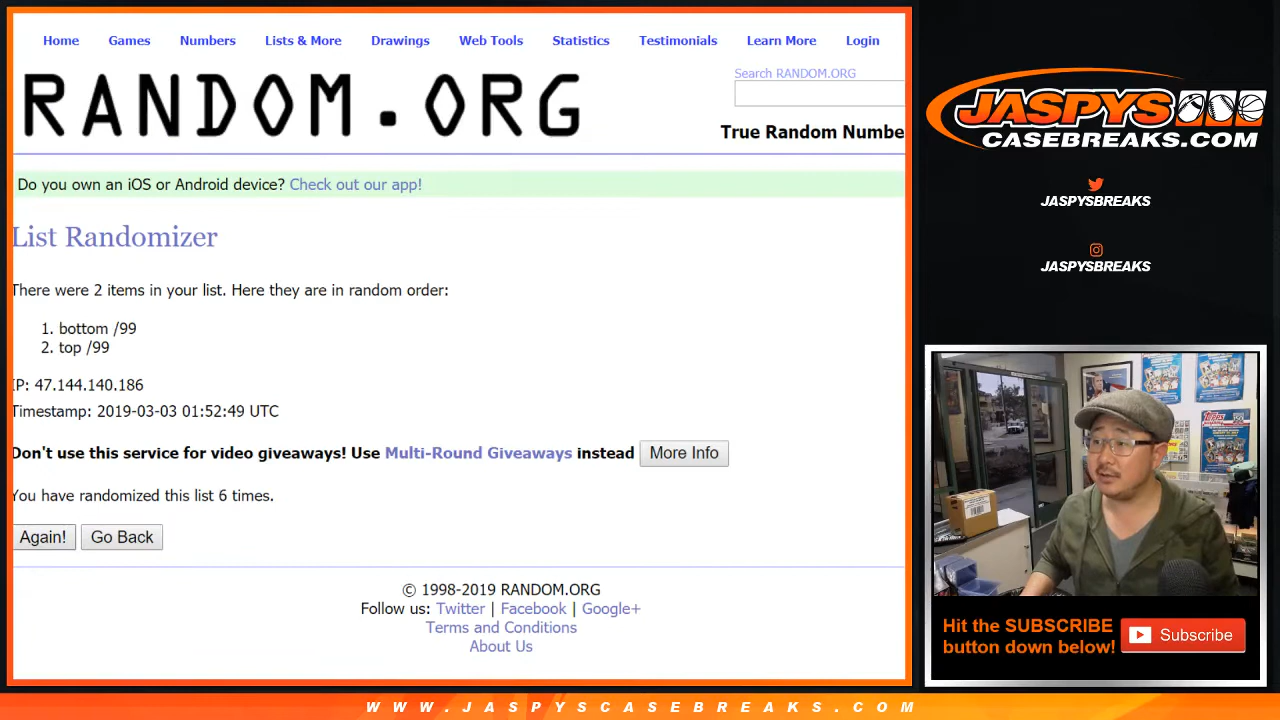 Home Games Numbers Lists & More Drawings Web Tools Statistics Testimonials Learn More Login
RANDOM.ORG
Search RANDOM.ORG
True Random Numbe
Do you own an iOS or Android device? Check out our app!
List Randomizer
There were 2 items in your list. Here they are in random order:
1. bottom /99
2. top /99
IP: 47.144.140.186
Timestamp: 2019-03-03 01:52:49 UTC
Don't use this service for video giveaways! Use Multi-Round Giveaways instead More Info
You have randomized this list 6 times.
Again! Go Back
© 1998-2019 RANDOM.ORG
Follow us: Twitter | Facebook | Google+
Terms and Conditions
About Us
JASPYS
CASEBREAKS.COM
JASPYSBREAKS
JASPYSBREAKS
Hit the SUBSCRIBE
button down below!
Subscribe
WWW.JASPYSCASEBREAKS.COM